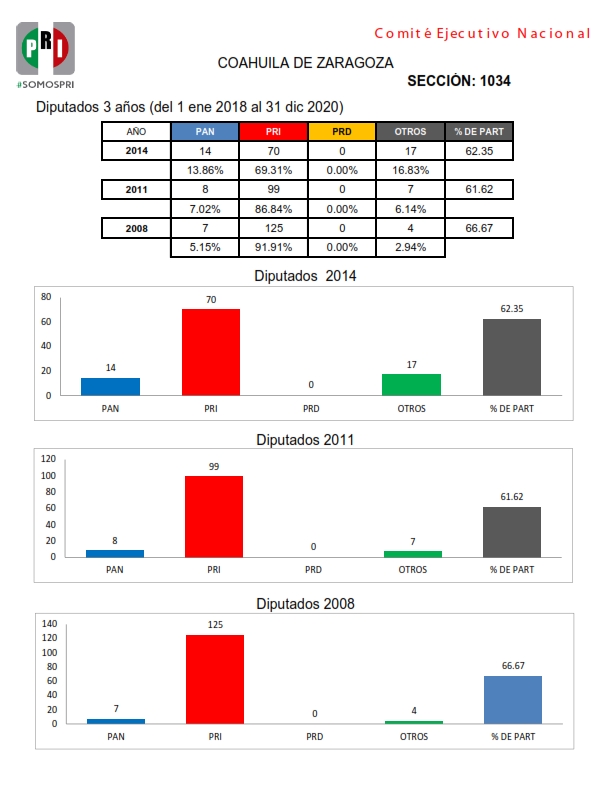 PRI
#SOMOSPRI
Comité Ejecutivo Nacional
COAHUILA DE ZARAGOZA
SECCIÓN: 1034
Diputados 3 años (del 1 ene 2018 al 31 dic 2020)
AÑO PAN PRI PRD OTROS % DE PART
2014 14 70 0 17 62.35
13.86% 69.31% 0.00% 16.83%
2011 8 99 0 7 61.62
7.02% 86.84% 0.00% 6.14%
2008 7 125 0 4 66.67
5.15% 91.91% 0.00% 2.94%
Diputados 2014
80
60
40
20
0
14 70 0 17 62.35
PAN PRI PRD OTROS % DE PART
Diputados 2011
120
100
80
60
40
20
0
8 99 0 7 61.62
PAN PRI PRD OTROS % DE PART
Diputados 2008
140
120
100
80
60
40
20
0
7 125 0 4 66.67
PAN PRI PRD OTROS % DE PART